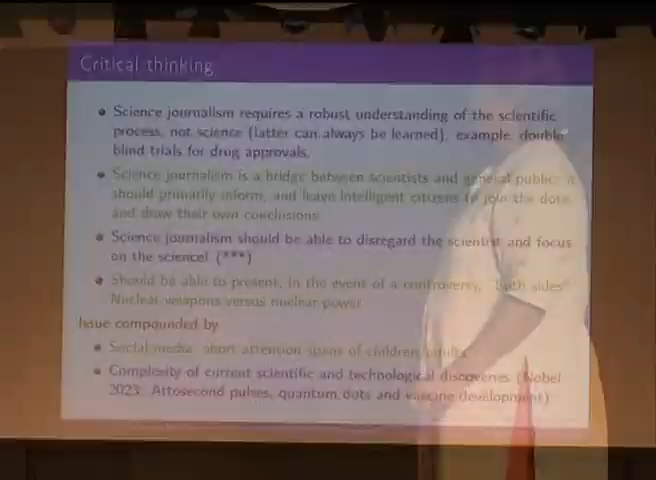 Critical thinking
Science journalism requires a robust understanding of the scientific
process, not science (latter can always be learned), example: double
blind trials for drug approvals.
Science journalism is a bridge between scientists and general public: it
should primarily inform, and leave intelligent citizens to join the dots
and draw their own conclusions
Science journalism should be able to disregard the scientist and focus
on the science! (***)
Should be able to present, in the event of a controversy, "both sides"
Nuclear weapons versus nuclear power
Issue compounded by
Social media, short attention spans of children/adults
Complexity of current scientific and technological discoveries (Nobel
2023: Attosecond pulses, quantum dots and vaccine development)